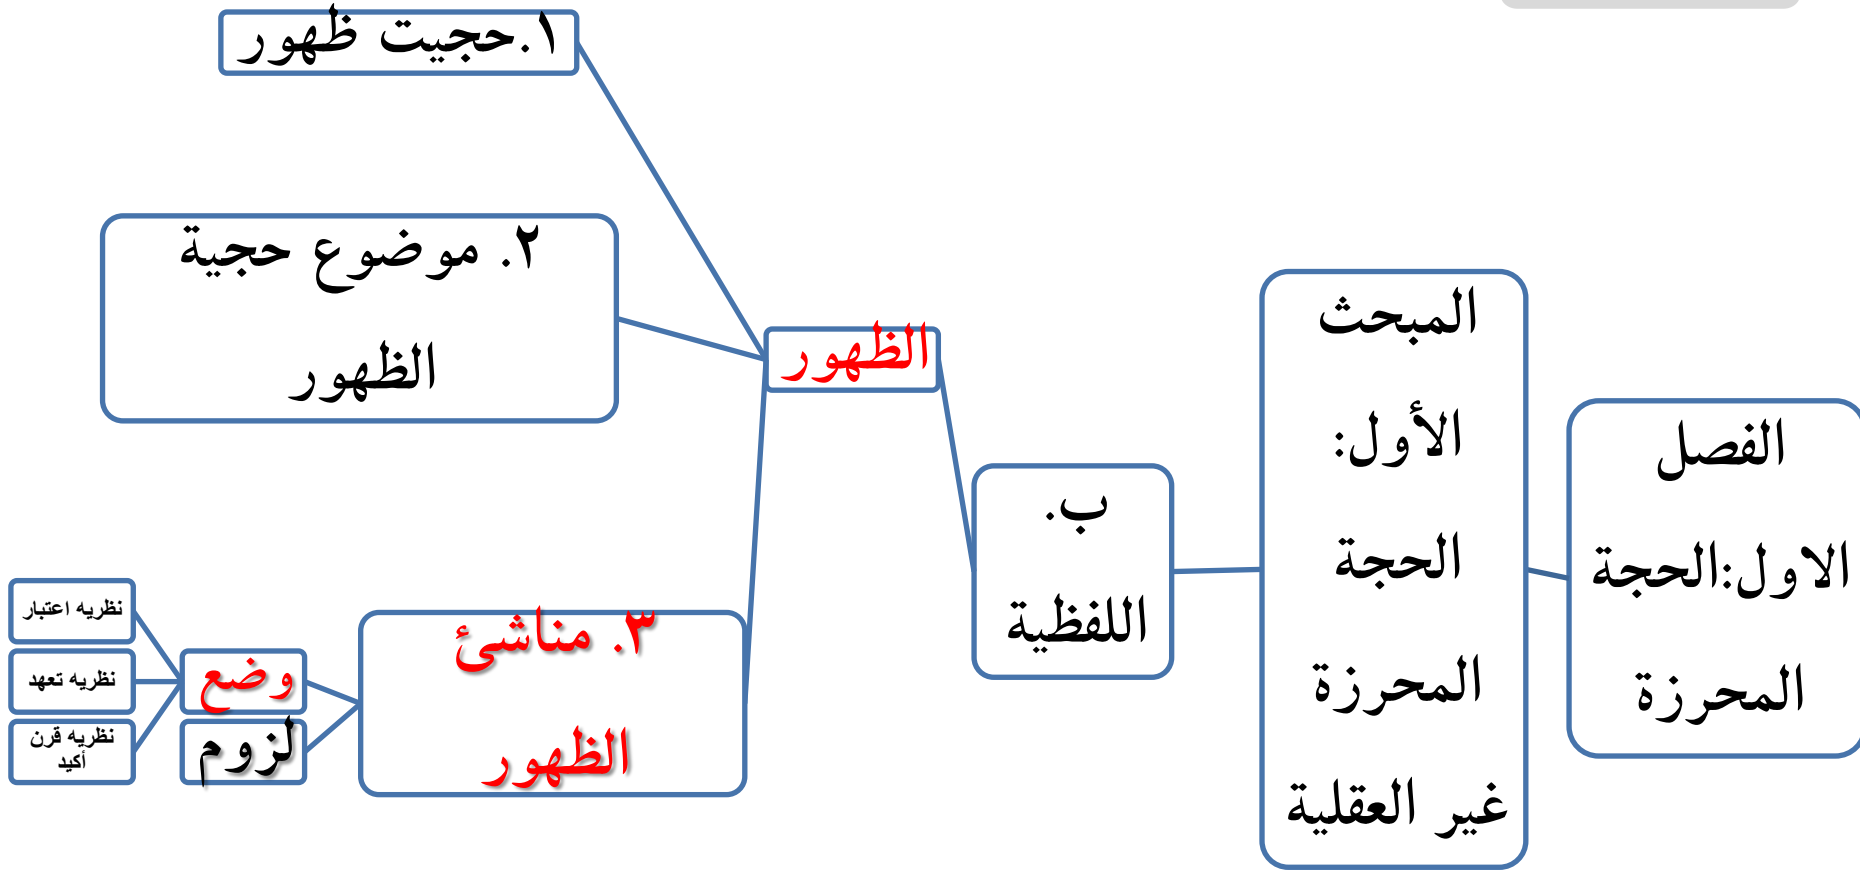 الفصل
الاول:الحجة
المحرزة
المبحث
الأول:
الحجة
المحرزة
غير العقلية
ب.
اللفظية
الظهور
١.حجيت ظهور
٢. موضوع حجية
الظهور
٣. مناشئ
الظهور
وضع
لزوم
نظريه اعتبار
نظريه تعهد
نظريه قرن
أكيد